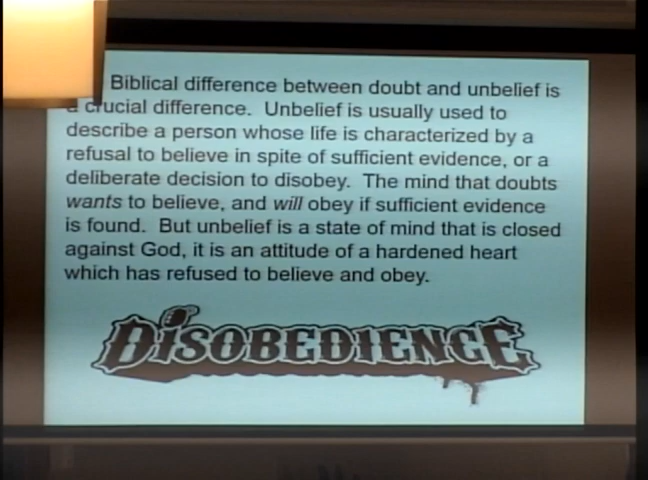 Biblical difference between doubt and unbelief is
a crucial difference. Unbelief is usually used to
describe a person whose life is characterized by a
refusal to believe in spite of sufficient evidence, or a
deliberate decision to disobey. The mind that doubts
wants to believe, and will obey if sufficient evidence
is found. But unbelief is a state of mind that is closed
against God, it is an attitude of a hardened heart
which has refused to believe and obey.
DISOBEDIENCE